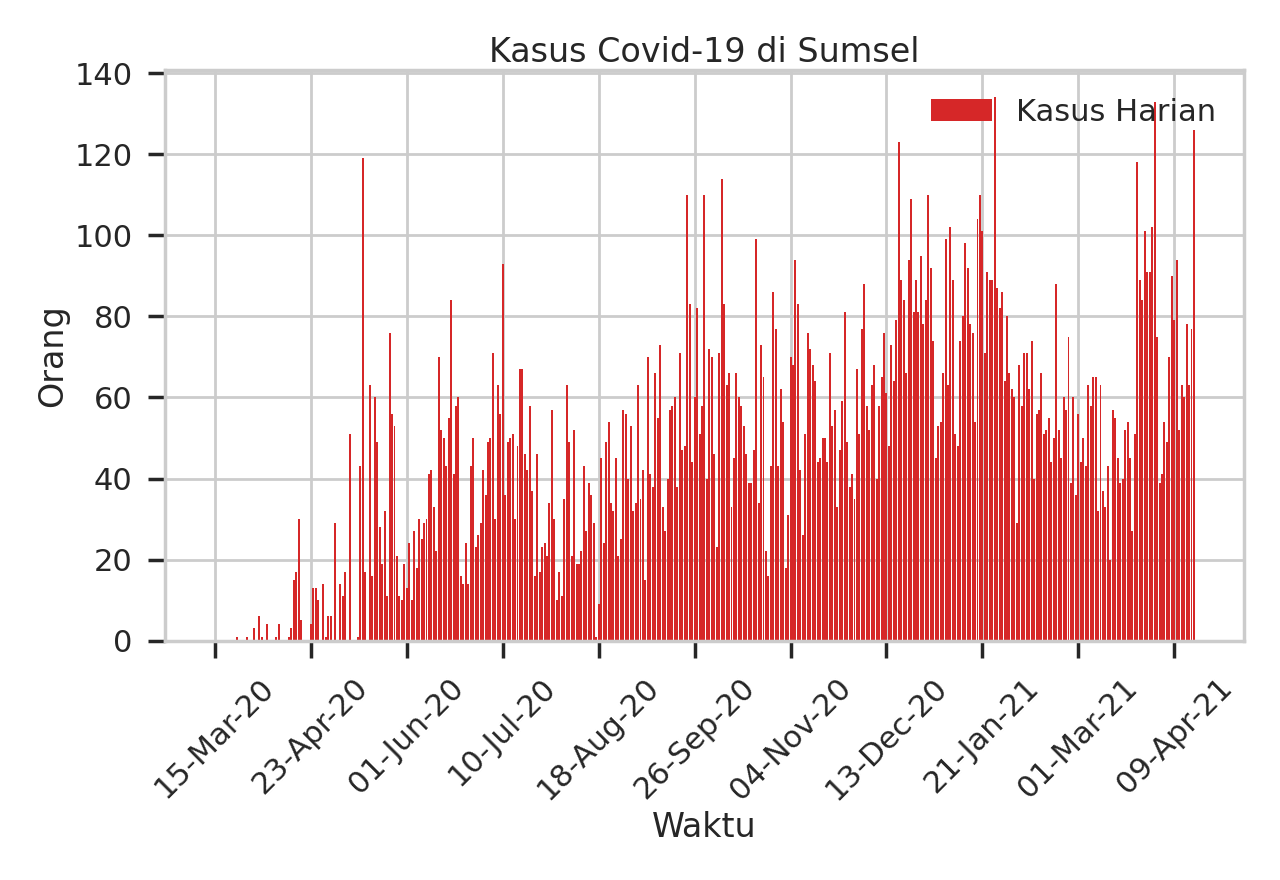 Kasus Covid-19 di Sumsel
Kasus Harian
Orang
140
120
100
80
60
40
20
0
15-Mar-20
23-Apr-20
01-Jun-20
10-Jul-20
18-Aug-20
26-Sep-20
04-Nov-20
13-Dec-20
21-Jan-21
01-Mar-21
09-Apr-21
Waktu